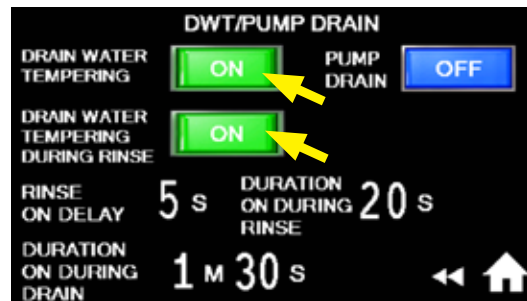 DWT/PUMP DRAIN
DRAIN WATER
TEMPERING
ON
PUMP
DRAIN
OFF
DRAIN WATER
TEMPERING
DURING RINSE
ON
RINSE
ON DELAY
5 S
DURATION
ON DURING
RINSE
20 S
DURATION
ON DURING
DRAIN
1 M 30 S